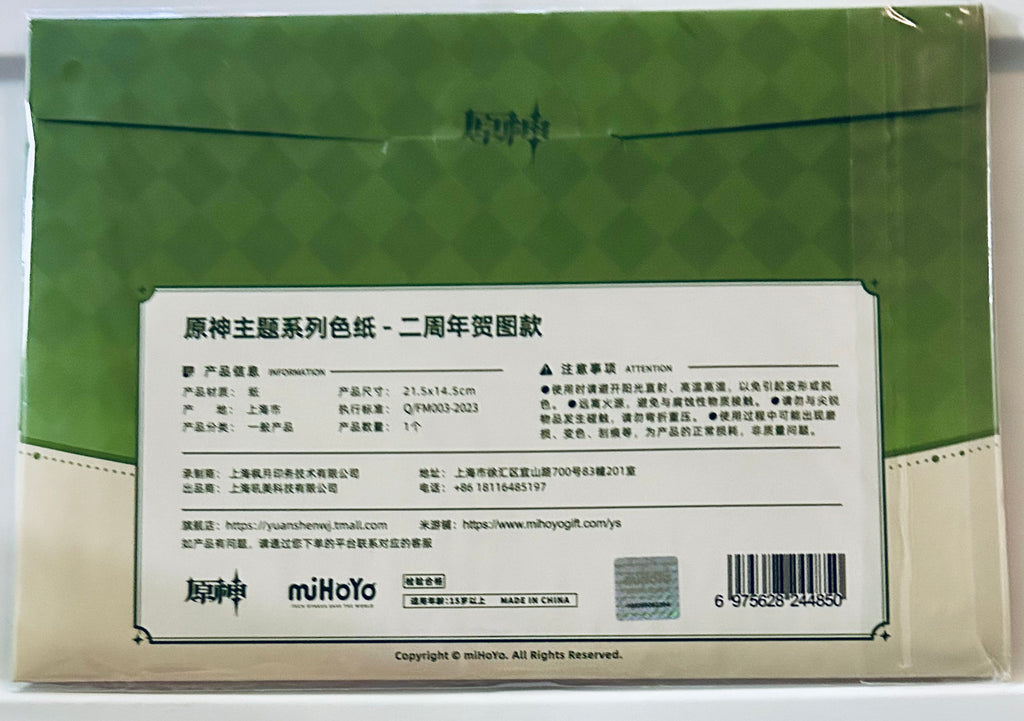 原神
原神主题系列色纸 - 二周年贺图款
产品信息 INFORMATION
产品材质： 纸 产品尺寸： 21.5x14.5cm
产 地： 上海市 执行标准： Q/FM003-2023
产品分类： 一般产品 产品数量： 1个
注意事项 ATTENTION
●使用时请避开阳光直射、高温高湿，以免引起变形或脱
色。 ●远离火源，避免与腐蚀性物质接触。 ●请勿与尖锐
物品发生碰触，请勿弯折重压。 ●使用过程中可能出现磨
损、变色、刮痕等，为产品的正常损耗，非质量问题。
承制商： 上海枫月印务技术有限公司 地址： 上海市徐汇区宜山路700号83幢201室
出品商： 上海玑美科技有限公司 电话： +86 18116485197
旗舰店： https://yuanshenwj.tmall.com 米游铺： https://www.mihoyogift.com/ys
如产品有问题，请通过您下单的平台联系对应的客服
原神 miHoYo 检验合格
TECH OTAKUS SAVE THE WORLD
适用年龄：15岁以上 MADE IN CHINA
6 975628 244850
Copyright © miHoYo. All Rights Reserved.